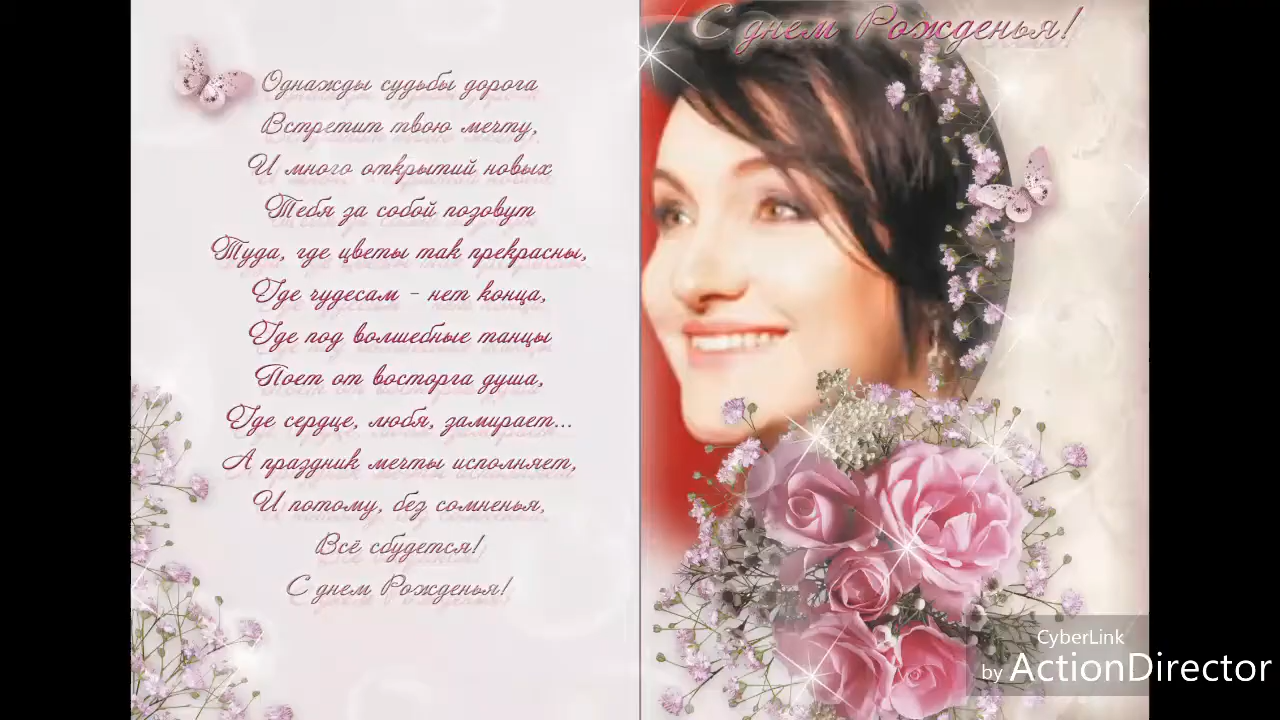 С днем Рожденья!
Однажды судьбы дорога
Встретит твою мечту,
И много открытий новых
Тебя за собой позовут
Туда, где цветы так прекрасны,
Где чудесам - нет конца,
Где под волшебные танцы
Поет от восторга душа,
Где сердце, любя, замирает...
А праздник мечты исполняет,
И потому, без сомненья,
Всё сбудется!
С днем Рожденья!
CyberLink
by ActionDirector